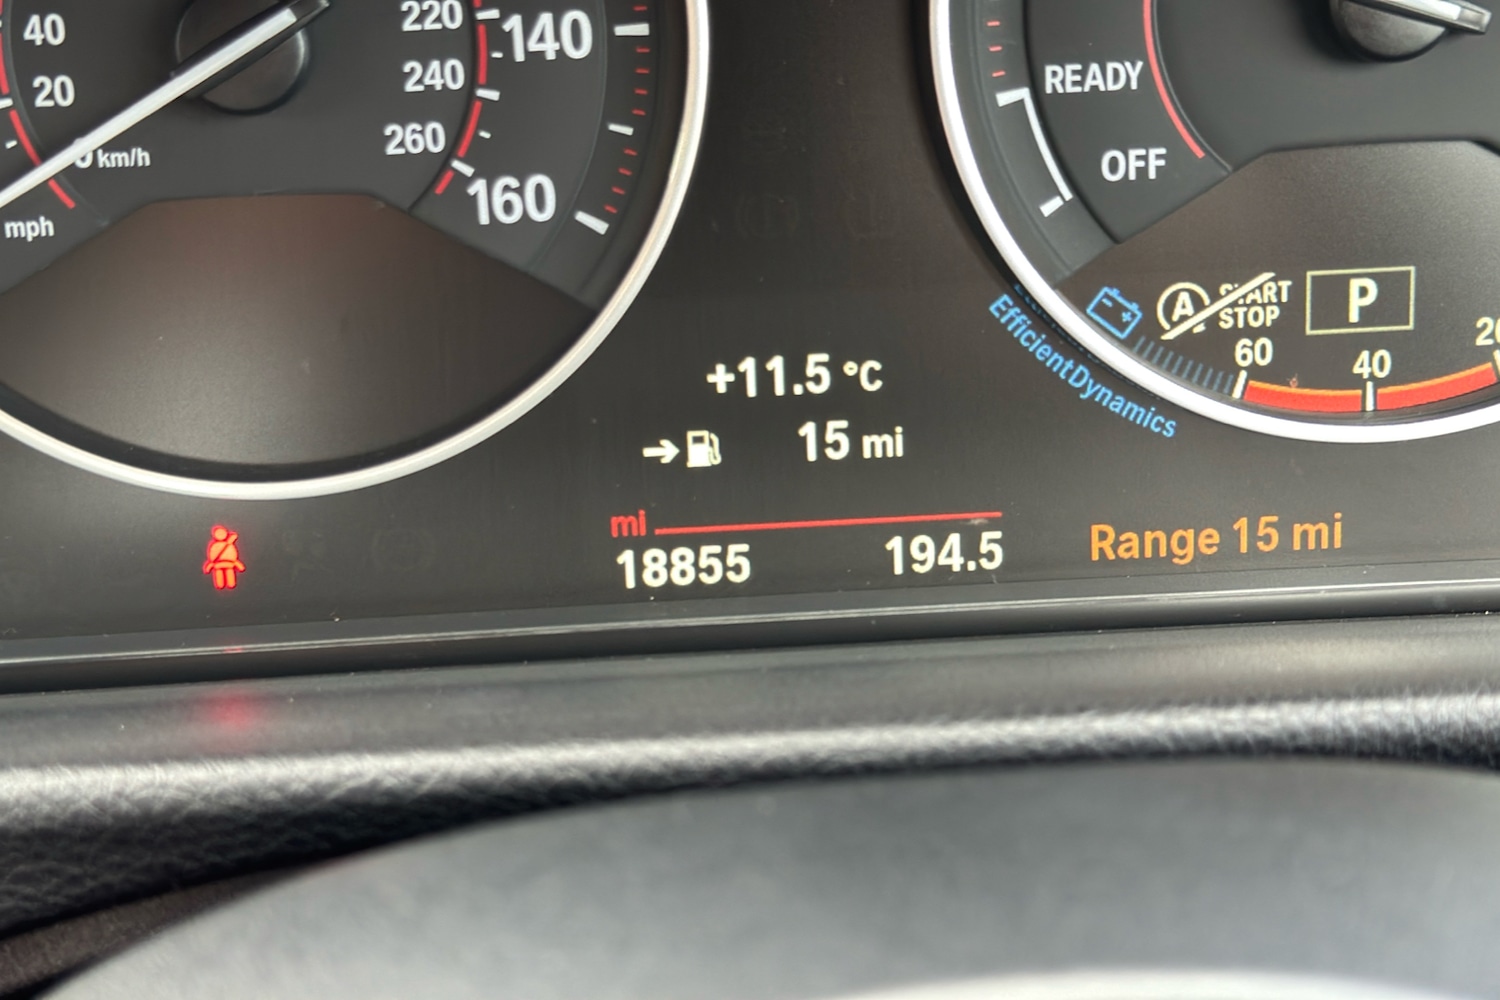 40
20
0 km/h
mph
220
240
260
140
160
READY
OFF
A START STOP
P
60
40
EfficientDynamics
+11.5 °C
15 mi
mi
18855 194.5
Range 15 mi